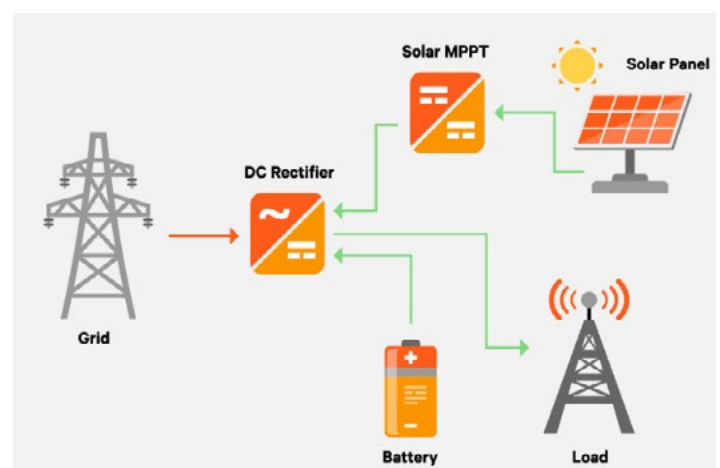 Solar MPPT
Solar Panel
DC Rectifier
Grid
Battery
Load